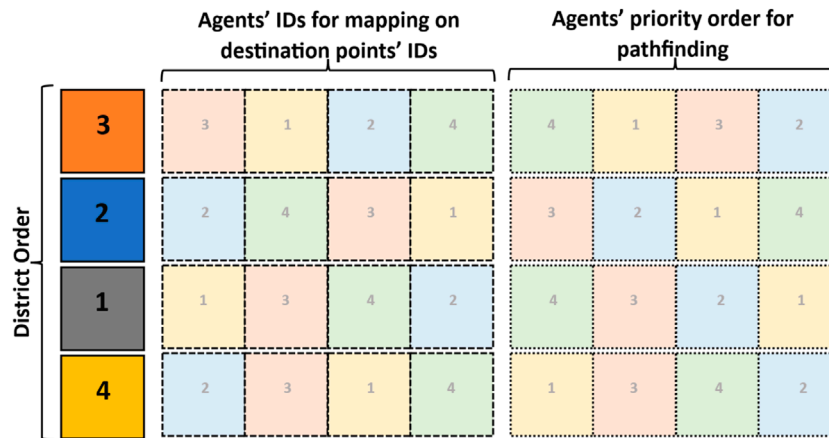 Agents’ IDs for mapping on
destination points’ IDs
Agents’ priority order for
pathfinding
District Order
3 3 1 2 4 4 1 3 2
2 2 4 3 1 3 2 1 4
1 1 3 4 2 4 3 2 1
4 2 3 1 4 1 3 4 2